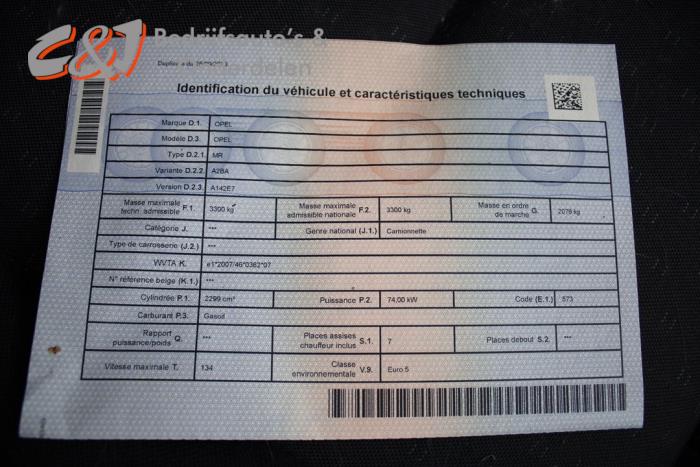 C&J Bedrijfsauto's &
Identification du véhicule et caractéristiques techniques
Marque D.1. OPEL
Modèle D.3. OPEL
Type D.2.1. MR
Variante D.2.2. A2BA
Version D.2.3. A142E7
Masse maximale techn. admissible F.1. 3300 kg Masse maximale admissible nationale F.2. 3300 kg Masse en ordre de marche G. 2079 kg
Catégorie J. *** Genre national (J.1.) Camionnette
Type de carrosserie (J.2.) ***
WVTA K. e1*2007/46*0362*07
N° référence belge (K.1.) ***
Cylindrée P.1. 2299 cm³ Puissance P.2. 74,00 kW Code (E.1.) 573
Carburant P.3. Gasoil
Rapport puissance/poids Q. *** Places assises chauffeur inclus S.1. 7 Places debout S.2. ***
Vitesse maximale T. 134 Classe environnementale V.9. Euro 5